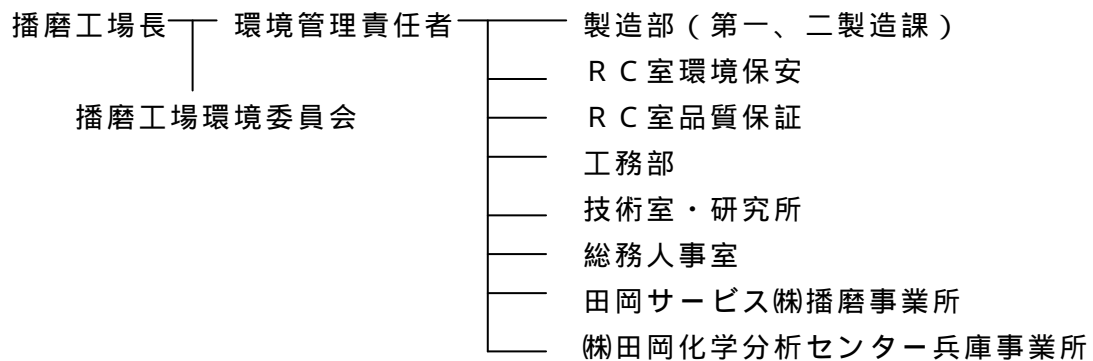 播磨工場長 環境管理責任者 製造部(第一、二製造課)
RC室環境保安
播磨工場環境委員会
RC室品質保証
工務部
技術室・研究所
総務人事室
田岡サービス㈱播磨事業所
㈱田岡化学分析センター兵庫事業所